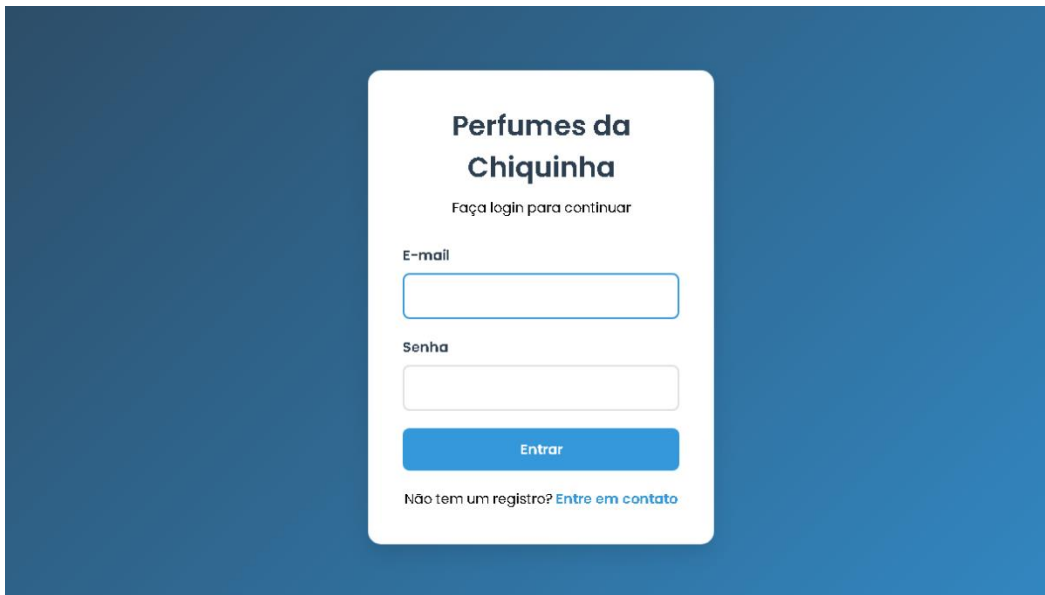 Perfumes da
Chiquinha
Faça login para continuar
E-mail
Senha
Entrar
Não tem um registro? Entre em contato